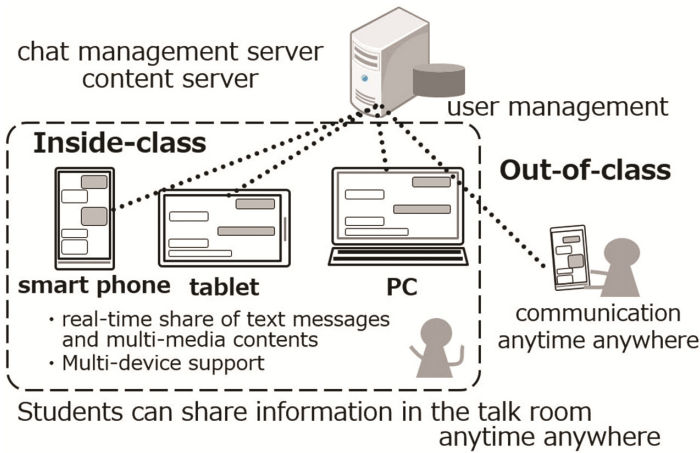 chat management server
content server
user management
Inside-class
Out-of-class
smart phone
tablet
PC
・real-time share of text messages
and multi-media contents
・Multi-device support
communication
anytime anywhere
Students can share information in the talk room
anytime anywhere